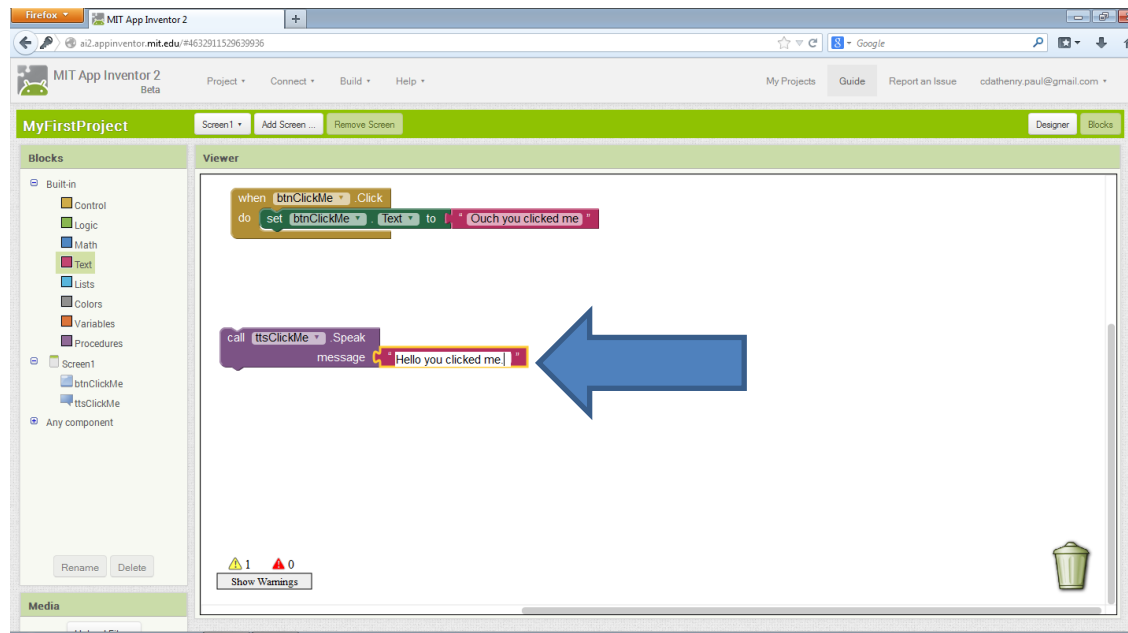 Firefox
MIT App Inventor 2
ai2.appinventor.mit.edu/#4632911529639936
Google
MIT App Inventor 2
Beta
Project
Connect
Build
Help
My Projects
Guide
Report an Issue
cdathenry.paul@gmail.com
MyFirstProject
Screen1
Add Screen ...
Remove Screen
Designer
Blocks
Blocks
Viewer
Built-in
Control
Logic
Math
Text
Lists
Colors
Variables
Procedures
Screen1
btnClickMe
ttsClickMe
Any component
Rename
Delete
Media
when btnClickMe .Click
do set btnClickMe . Text to " Ouch you clicked me "
call ttsClickMe .Speak
message " Hello you clicked me. "
1 0
Show Warnings